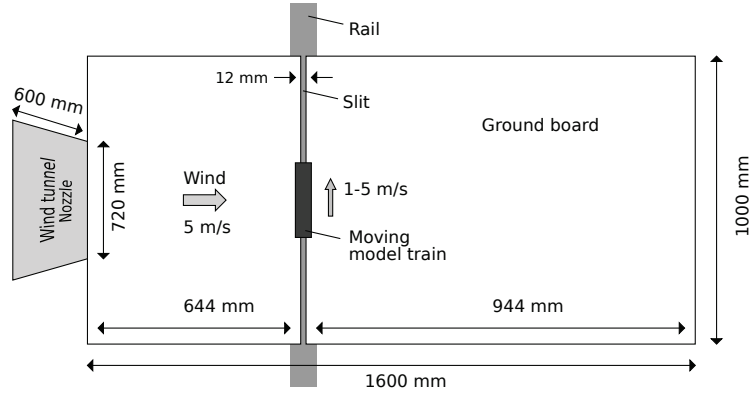 Rail
12 mm
Slit
600 mm
Ground board
Wind tunnel
Nozzle
720 mm
Wind
5 m/s
1-5 m/s
Moving
model train
1000 mm
644 mm
944 mm
1600 mm